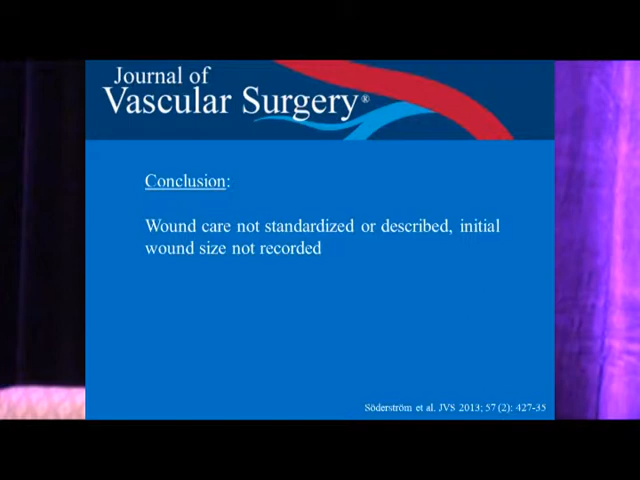 Journal of
Vascular Surgery®
Conclusion:
Wound care not standardized or described, initial
wound size not recorded
Söderström et al. JVS 2013; 57 (2): 427-35